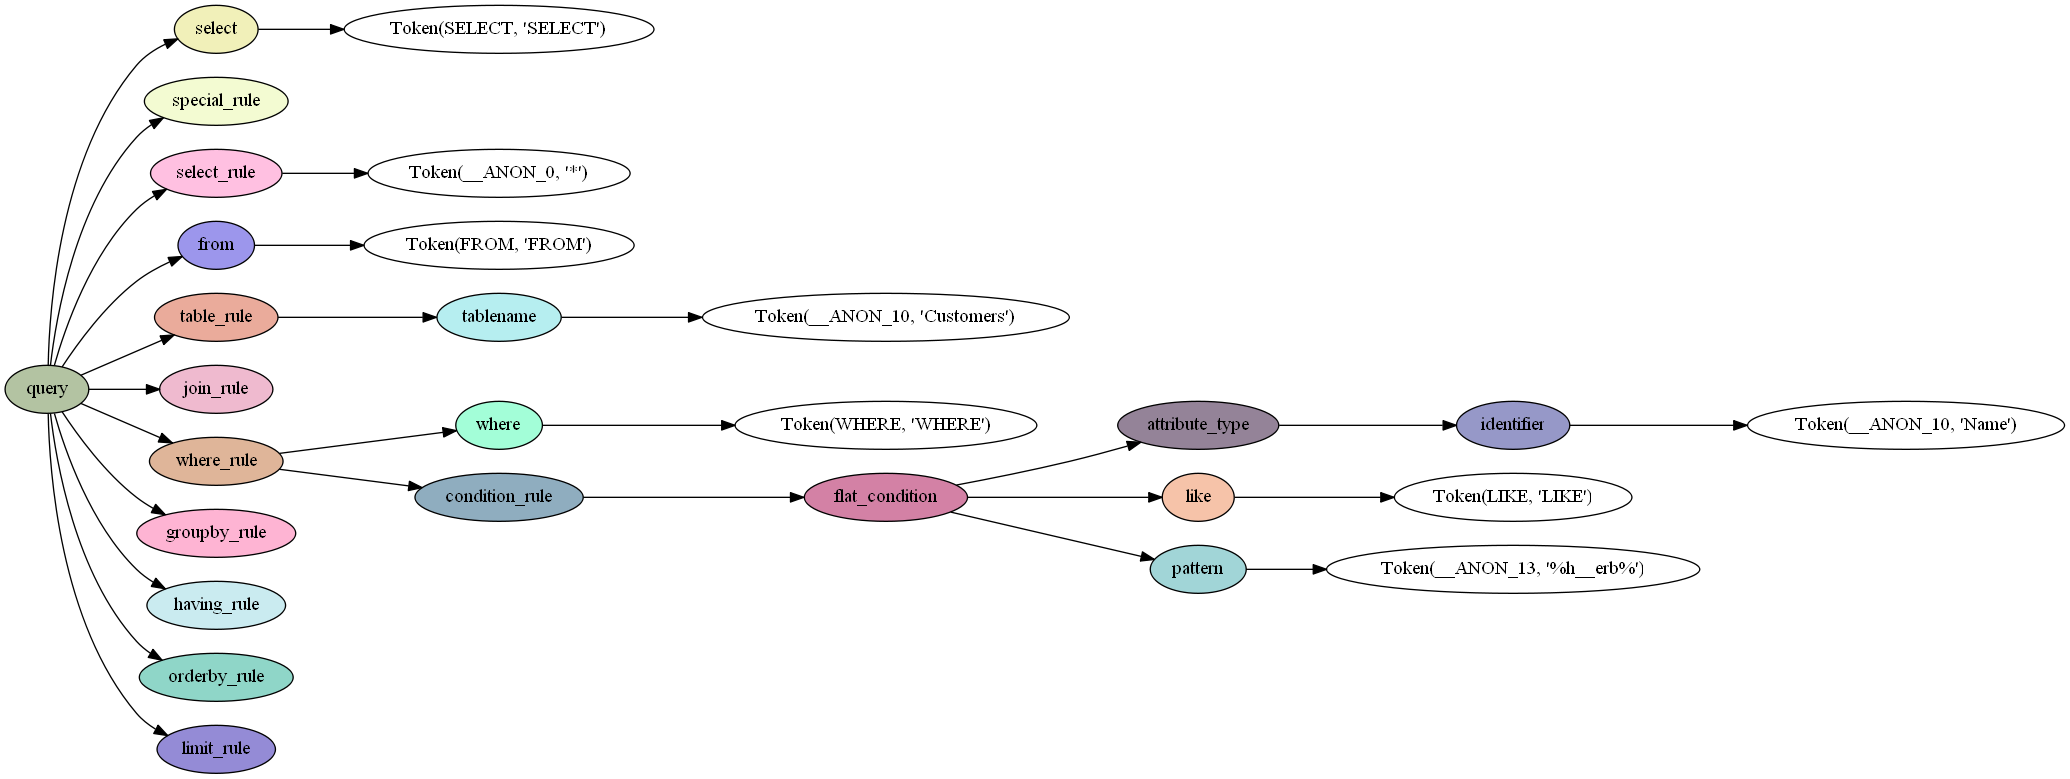 select
Token(SELECT, 'SELECT')
special_rule
select_rule
Token(__ANON_0, '*')
from
Token(FROM, 'FROM')
table_rule
tablename
Token(__ANON_10, 'Customers')
query
join_rule
where
Token(WHERE, 'WHERE')
attribute_type
identifier
Token(__ANON_10, 'Name')
where_rule
condition_rule
flat_condition
like
Token(LIKE, 'LIKE')
groupby_rule
pattern
Token(__ANON_13, '%h__erb%')
having_rule
orderby_rule
limit_rule